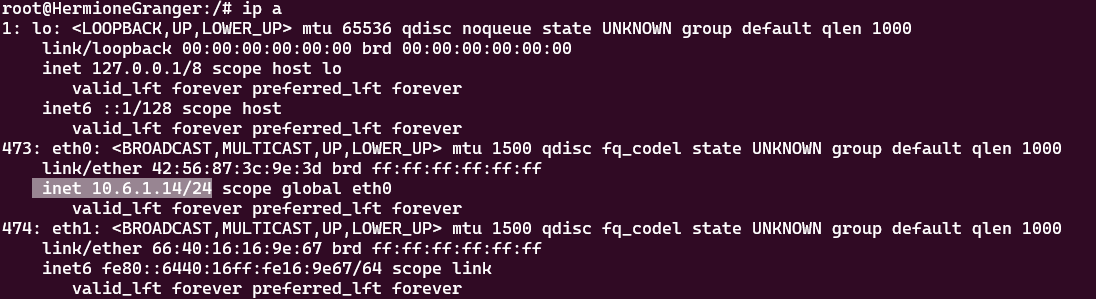 root@HermioneGranger:/# ip a
1: lo: <LOOPBACK,UP,LOWER_UP> mtu 65536 qdisc noqueue state UNKNOWN group default qlen 1000
    link/loopback 00:00:00:00:00:00 brd 00:00:00:00:00:00
    inet 127.0.0.1/8 scope host lo
       valid_lft forever preferred_lft forever
    inet6 ::1/128 scope host
       valid_lft forever preferred_lft forever
473: eth0: <BROADCAST,MULTICAST,UP,LOWER_UP> mtu 1500 qdisc fq_codel state UNKNOWN group default qlen 1000
    link/ether 42:56:87:3c:9e:3d brd ff:ff:ff:ff:ff:ff
    inet 10.6.1.14/24 scope global eth0
       valid_lft forever preferred_lft forever
474: eth1: <BROADCAST,MULTICAST,UP,LOWER_UP> mtu 1500 qdisc fq_codel state UNKNOWN group default qlen 1000
    link/ether 66:40:16:16:9e:67 brd ff:ff:ff:ff:ff:ff
    inet6 fe80::6440:16ff:fe16:9e67/64 scope link
       valid_lft forever preferred_lft forever